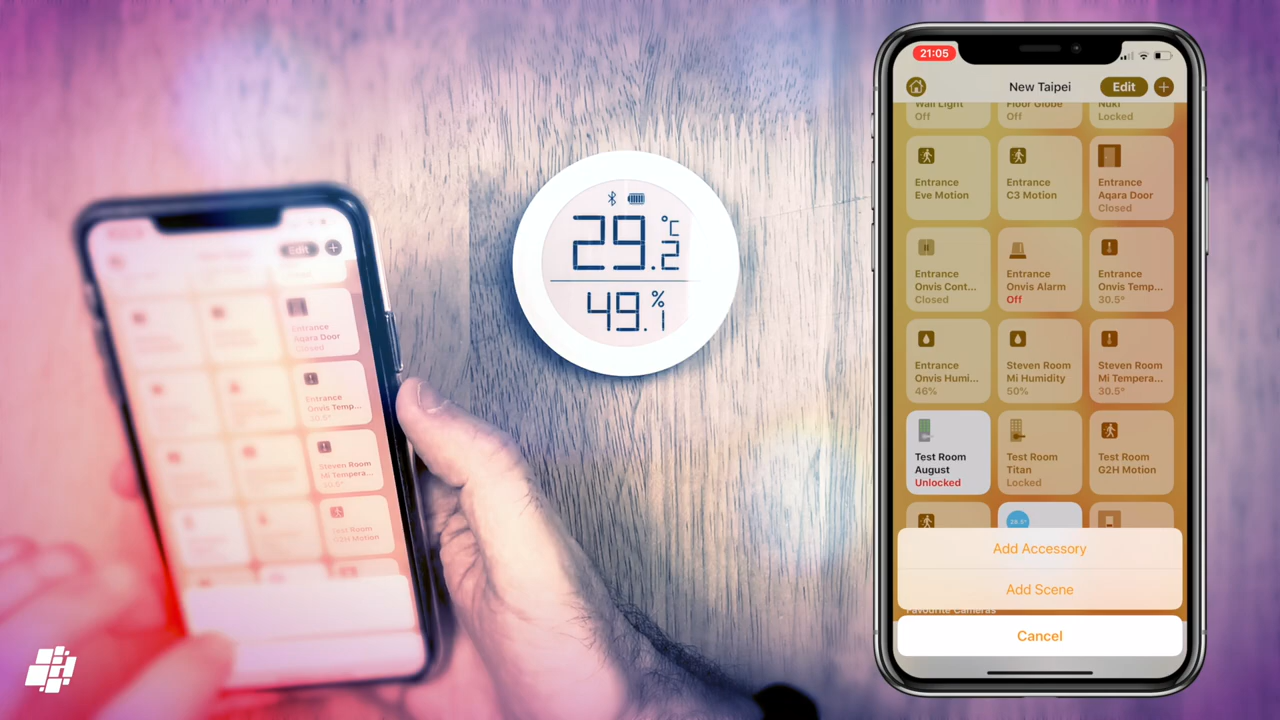 Edit +
Entrance
Aqara Door
Closed
Entrance
Onvis Temp...
30.5°
Steven Room
Mi Tempera...
30.5°
Test Room
G2H Motion
29.2 °C
49.1 %
21:05
New Taipei
Edit +
Wall Light
Off
Floor Globe
Off
Nuki
Locked
Entrance
Eve Motion
Entrance
C3 Motion
Entrance
Aqara Door
Closed
Entrance
Onvis Cont...
Closed
Entrance
Onvis Alarm
Off
Entrance
Onvis Temp...
30.5°
Entrance
Onvis Humi...
46%
Steven Room
Mi Humidity
50%
Steven Room
Mi Tempera...
30.5°
Test Room
August
Unlocked
Test Room
Titan
Locked
Test Room
G2H Motion
Add Accessory
Add Scene
Favourite Cameras
Cancel